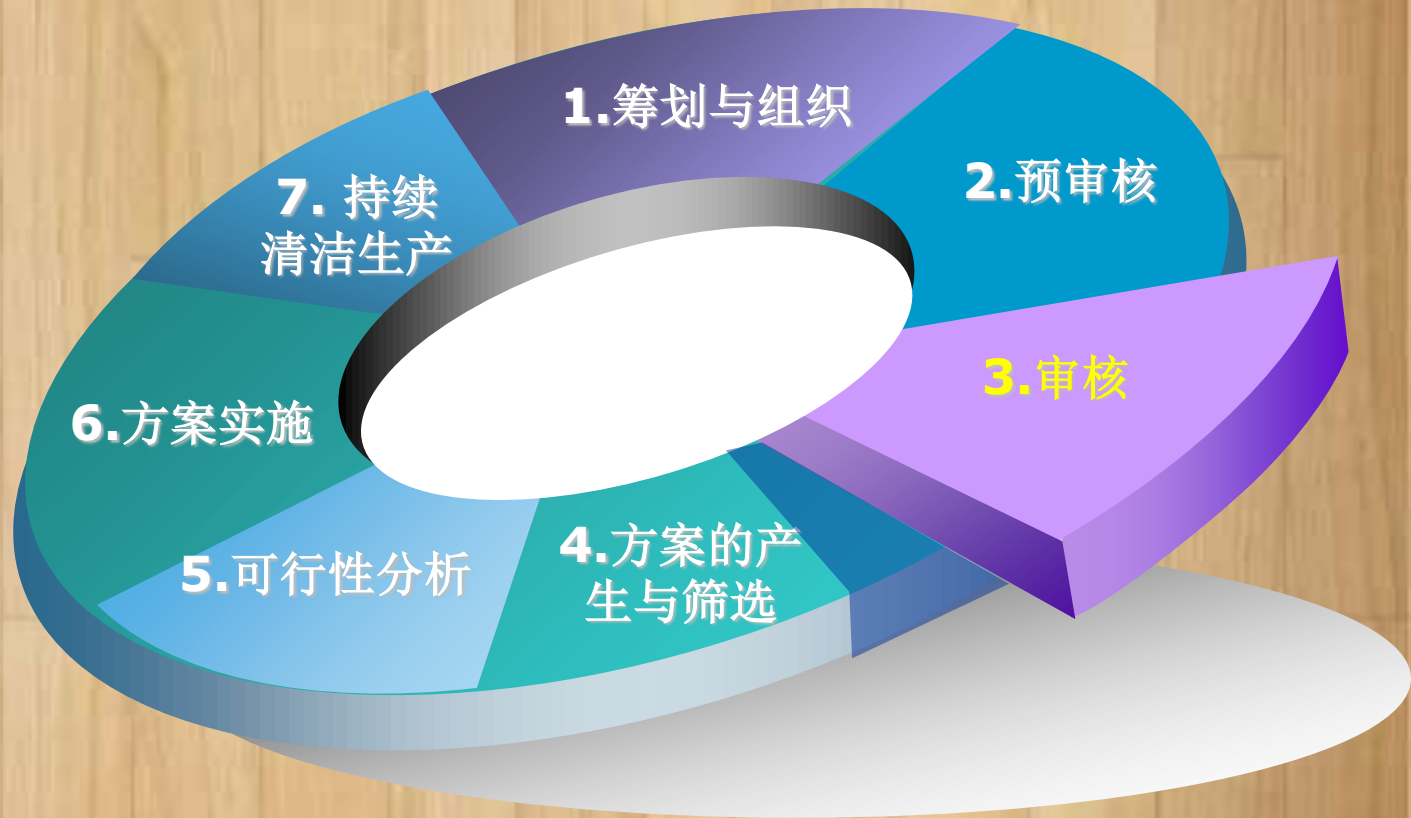 1.筹划与组织
2.预审核
3.审核
4.方案的产
生与筛选
5.可行性分析
6.方案实施
7. 持续
清洁生产